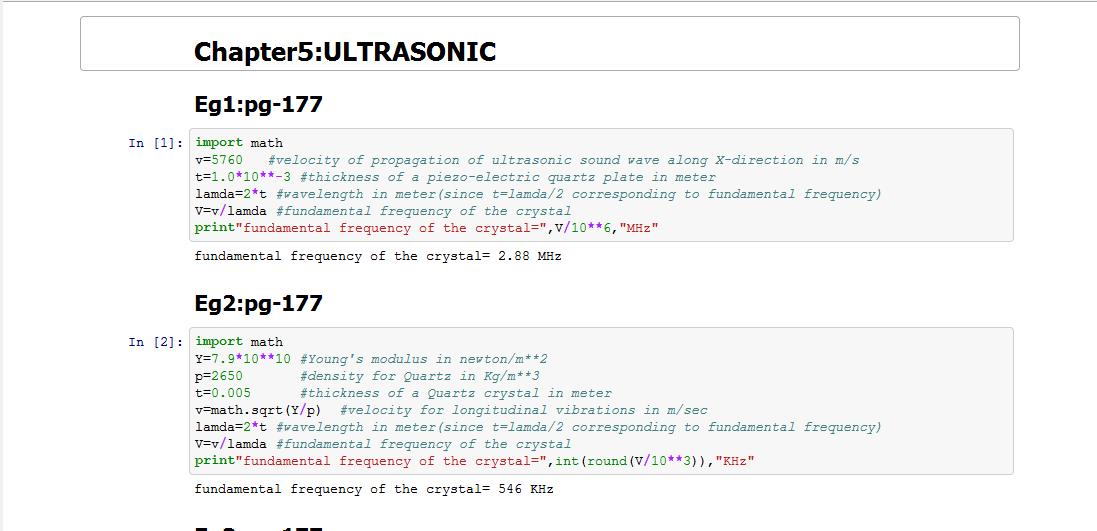 Chapter5:ULTRASONIC
Eg1:pg-177
In [1]: import math
v=5760   #velocity of propagation of ultrasonic sound wave along X-direction in m/s
t=1.0*10**-3 #thickness of a piezo-electric quartz plate in meter
lamda=2*t #wavelength in meter(since t=lamda/2 corresponding to fundamental frequency)
V=v/lamda #fundamental frequency of the crystal
print"fundamental frequency of the crystal=",V/10**6,"MHz"
fundamental frequency of the crystal= 2.88 MHz
Eg2:pg-177
In [2]: import math
Y=7.9*10**10 #Young's modulus in newton/m**2
p=2650       #density for Quartz in Kg/m**3
t=0.005      #thickness of a Quartz crystal in meter
v=math.sqrt(Y/p)  #velocity for longitudinal vibrations in m/sec
lamda=2*t #wavelength in meter(since t=lamda/2 corresponding to fundamental frequency)
V=v/lamda #fundamental frequency of the crystal
print"fundamental frequency of the crystal=",int(round(V/10**3)),"KHz"
fundamental frequency of the crystal= 546 KHz